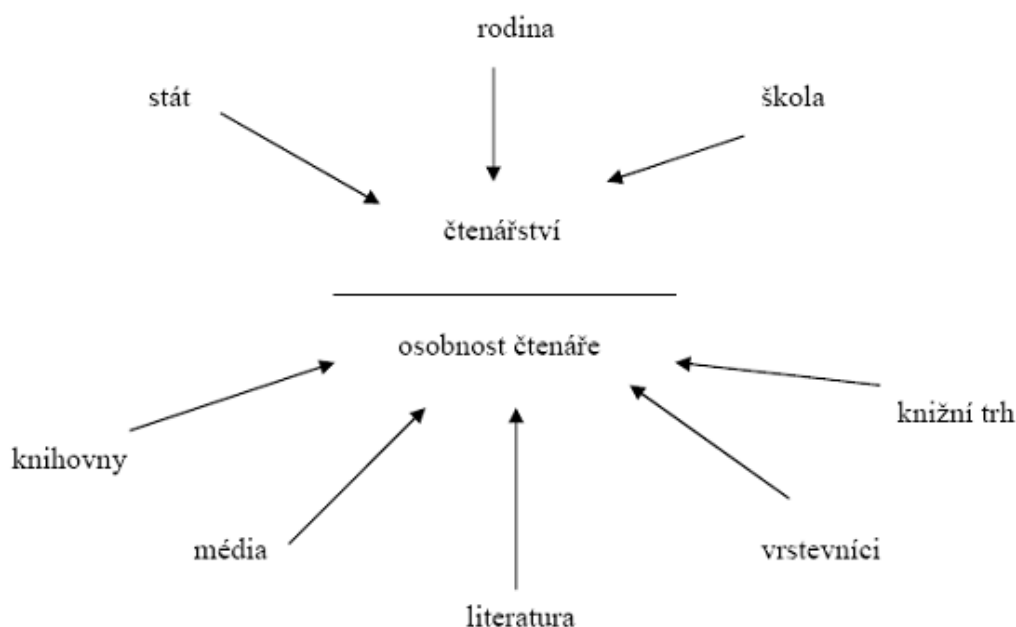 rodina
stát
škola
čtenářství
osobnost čtenáře
knižní trh
knihovny
média
vrstevníci
literatura